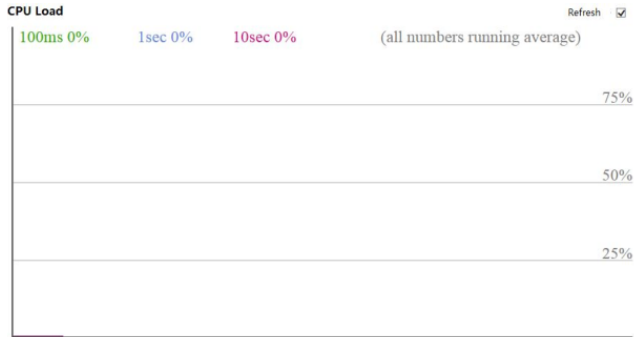 CPU Load
Refresh
100ms 0% 1sec 0% 10sec 0% (all numbers running average)
75%
50%
25%